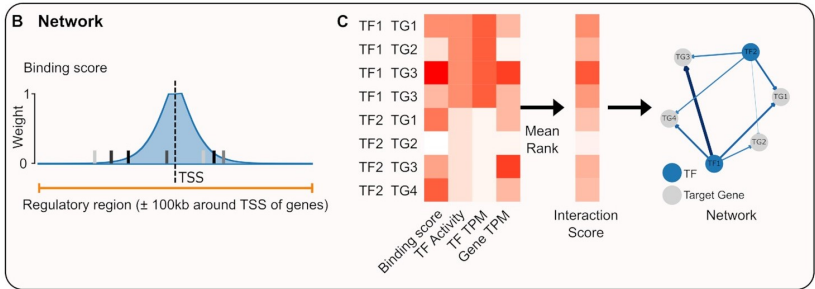 B Network
Binding score
Weight
1
0
TSS
Regulatory region (± 100kb around TSS of genes)
C
TF1 TG1
TF1 TG2
TF1 TG3
TF1 TG3
TF2 TG1
TF2 TG2
TF2 TG3
TF2 TG4
Binding score
TF Activity
TF TPM
Gene TPM
Mean
Rank
Interaction
Score
TG3
TF2
TG1
TG4
TG2
TF1
TF
Target Gene
Network